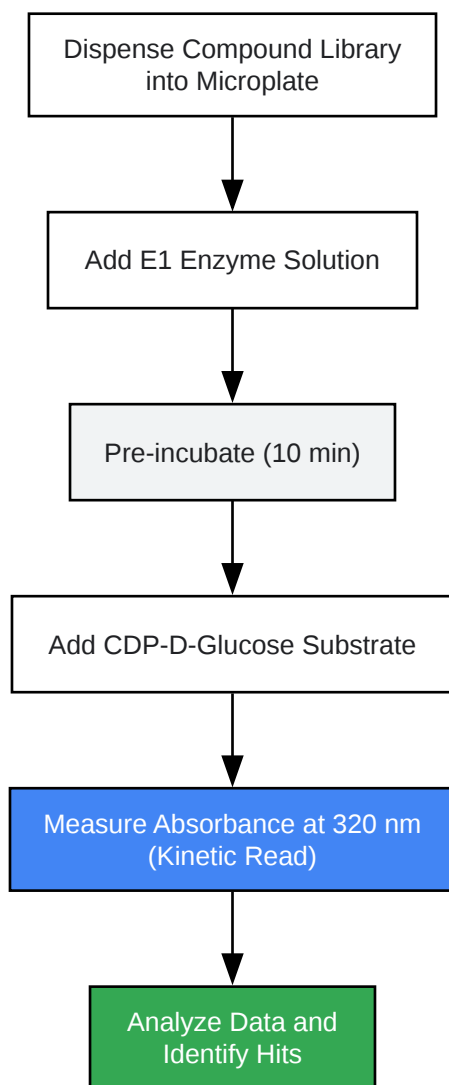 Dispense Compound Library
into Microplate
Add E1 Enzyme Solution
Pre-incubate (10 min)
Add CDP-D-Glucose Substrate
Measure Absorbance at 320 nm
(Kinetic Read)
Analyze Data and
Identify Hits